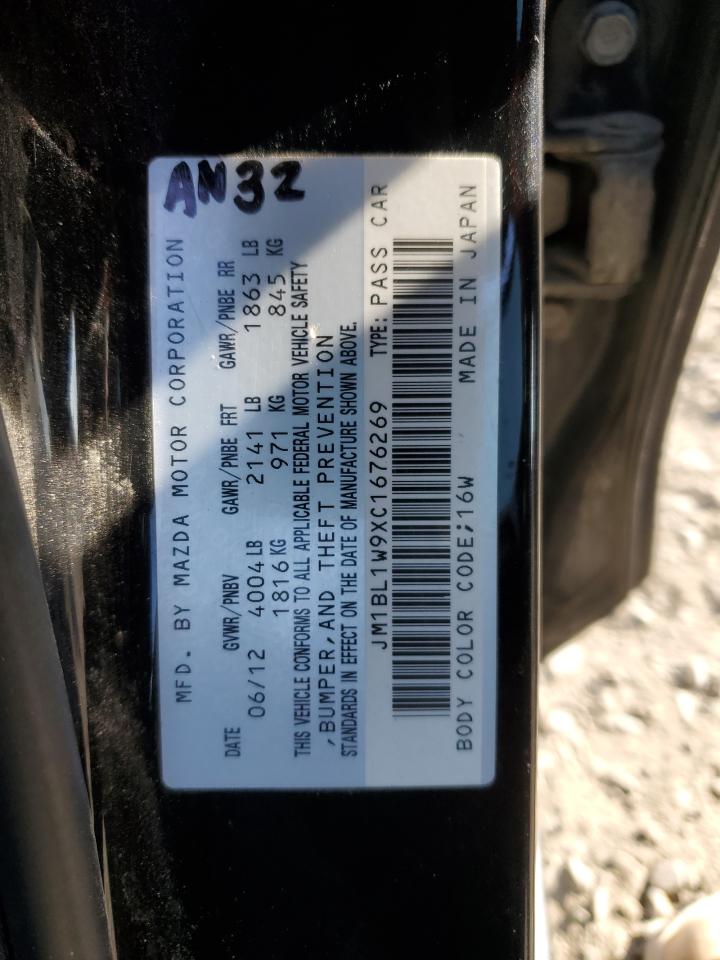 AN32
MFD. BY MAZDA MOTOR CORPORATION
DATE GVWR/PNBV GAWR/PNBE FRT GAWR/PNBE RR
06/12 4004 LB 2141 LB 1863 LB
1816 KG 971 KG 845 KG
THIS VEHICLE CONFORMS TO ALL APPLICABLE FEDERAL MOTOR VEHICLE SAFETY
,BUMPER,AND THEFT PREVENTION
STANDARDS IN EFFECT ON THE DATE OF MANUFACTURE SHOWN ABOVE.
JM1BL1W9XC1676269 TYPE: PASS CAR
BODY COLOR CODE;16W MADE IN JAPAN